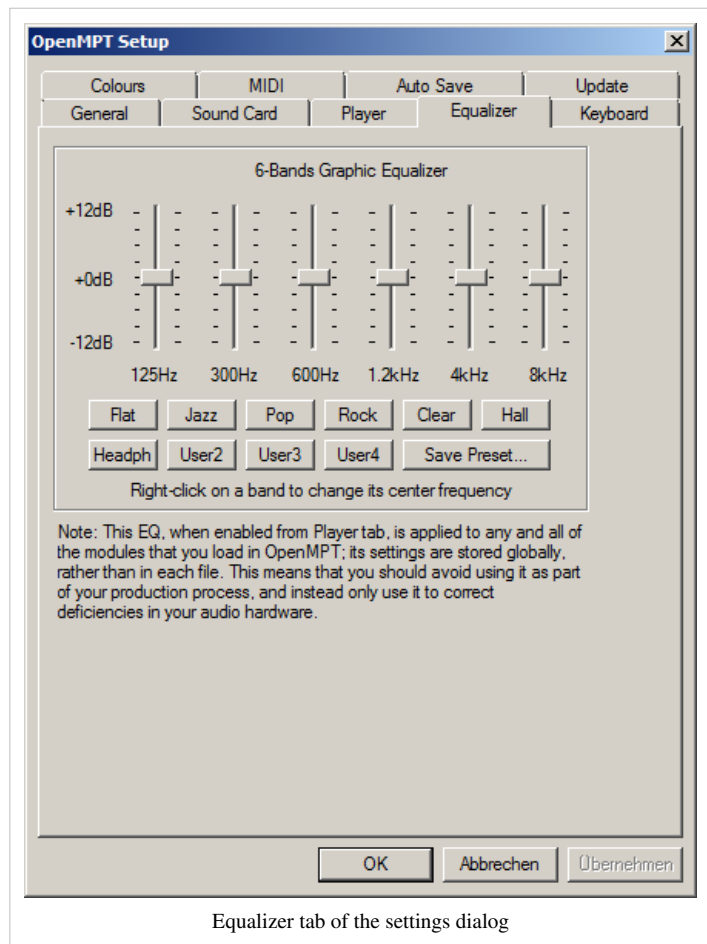 OpenMPT Setup
Colours MIDI Auto Save Update
General Sound Card Player Equalizer Keyboard
6-Bands Graphic Equalizer
+12dB
+0dB
-12dB
125Hz 300Hz 600Hz 1.2kHz 4kHz 8kHz
Flat Jazz Pop Rock Clear Hall
Headph User2 User3 User4 Save Preset...
Right-click on a band to change its center frequency
Note: This EQ, when enabled from Player tab, is applied to any and all of
the modules that you load in OpenMPT; its settings are stored globally,
rather than in each file. This means that you should avoid using it as part
of your production process, and instead only use it to correct
deficiencies in your audio hardware.
OK Abbrechen Übernehmen
Equalizer tab of the settings dialog